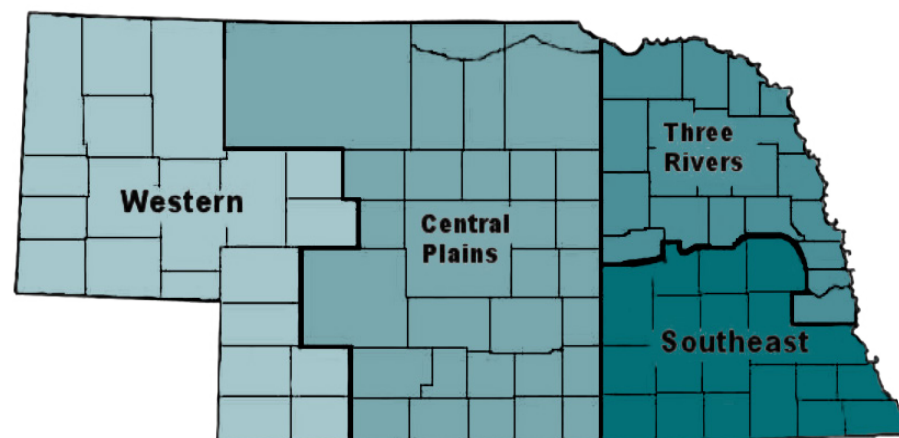 Western
Central
Plains
Three
Rivers
Southeast